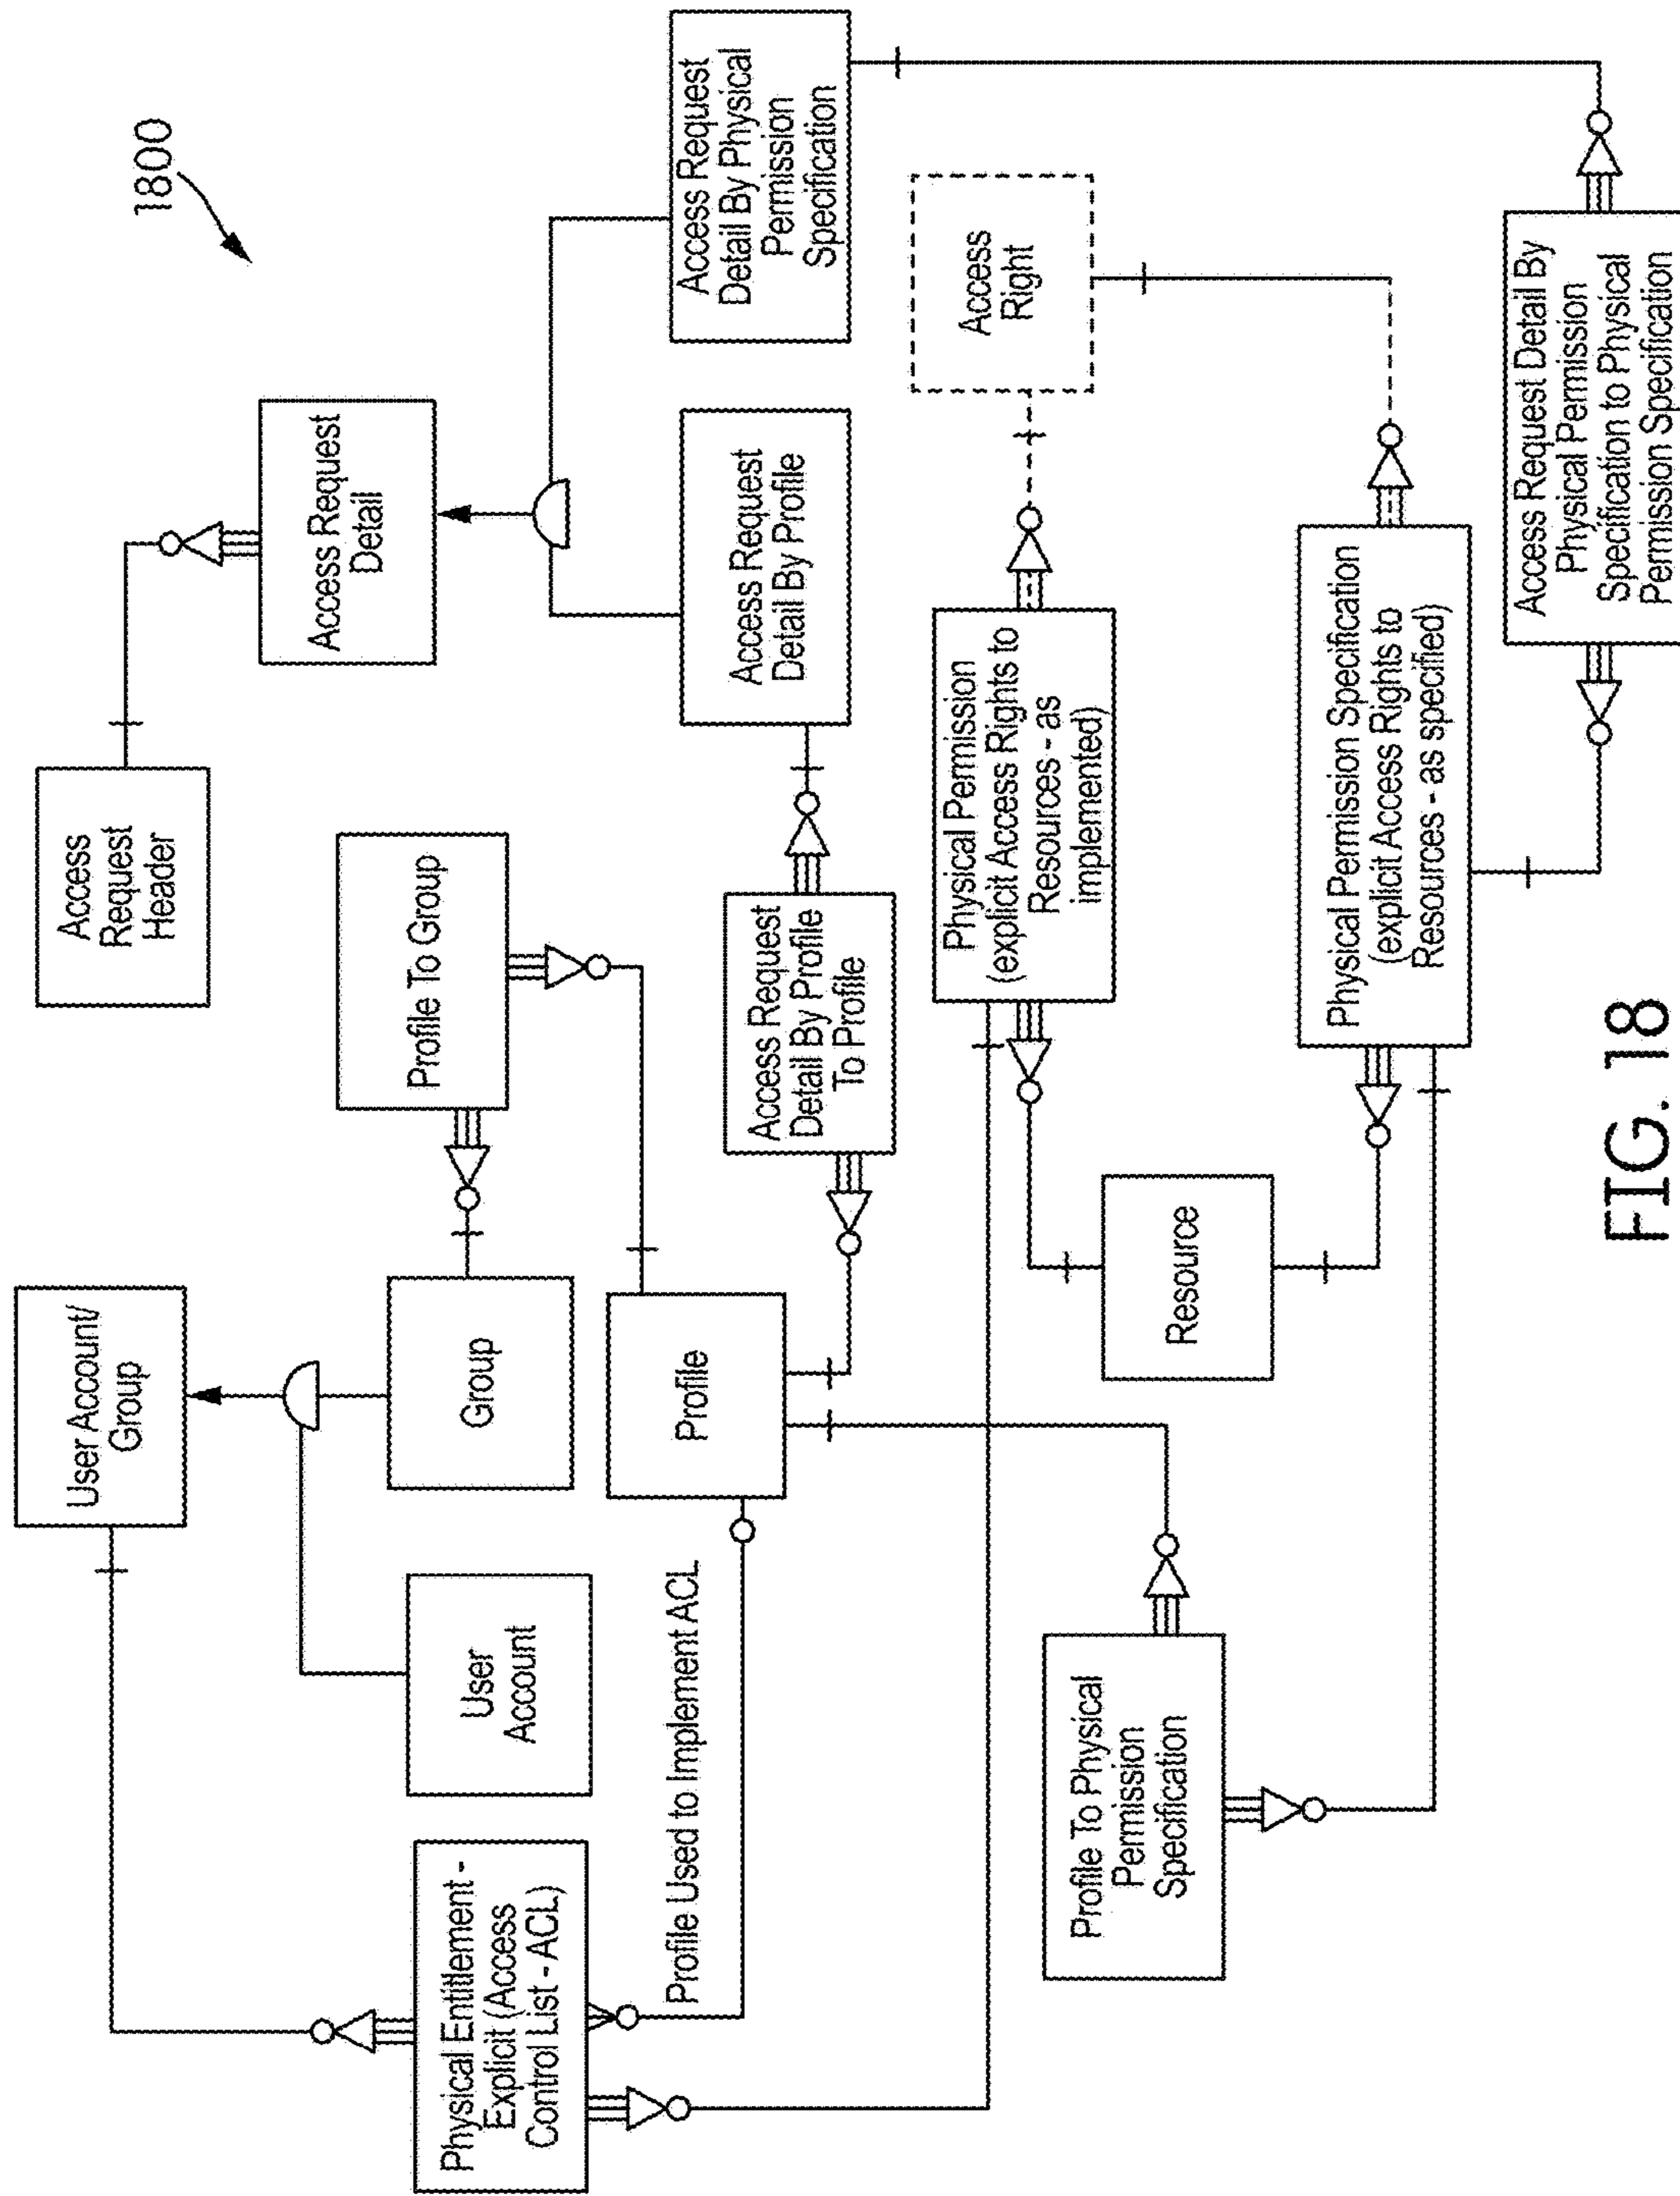 1800
User Account/
Group
Access
Request
Header
Access Request
Detail
User
Account
Group
Profile To Group
Physical Entitlement -
Explicit (Access
Control List - ACL)
Profile Used to Implement ACL
Profile
Access Request
Detail By Profile
To Profile
Access Request
Detail By Profile
Access Request
Detail By Physical
Permission
Specification
Physical Permission
(explicit Access Rights to
Resources - as
implemented)
Access
Right
Profile To Physical
Permission
Specification
Resource
Physical Permission Specification
(explicit Access Rights to
Resources - as specified)
Access Request Detail By
Physical Permission
Specification to Physical
Permission Specification
FIG. 18